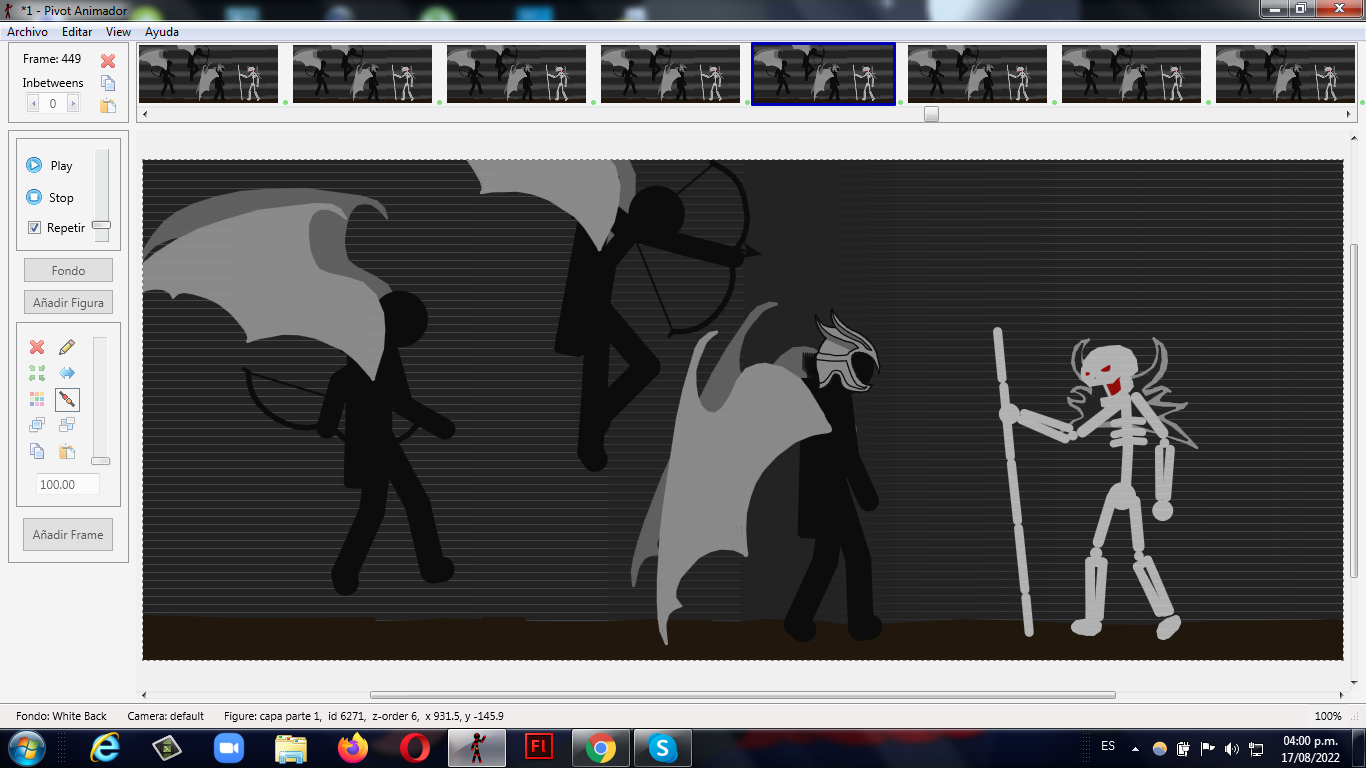 *1 - Pivot Animador
Archivo Editar View Ayuda
Frame: 449
Inbetweens
0
Play
Stop
Repetir
Fondo
Añadir Figura
100.00
Añadir Frame
Fondo: White Back Camera: default Figure: capa parte 1, id 6271, z-order 6, x 931.5, y -145.9 100%
Fl
ES
04:00 p.m.
17/08/2022